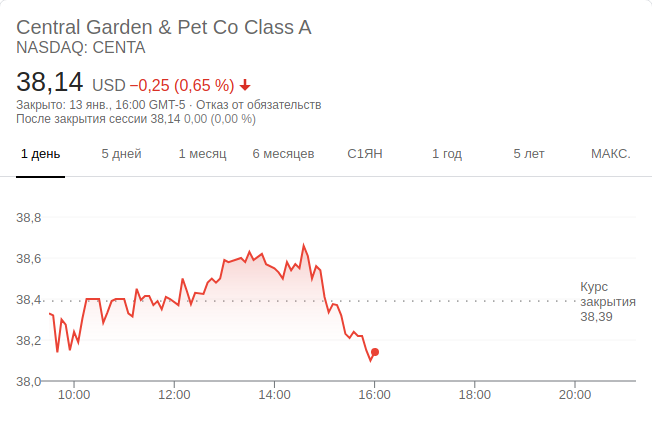 Central Garden & Pet Co Class A
NASDAQ: CENTA
38,14 USD −0,25 (0,65 %)
Закрыто: 13 янв., 16:00 GMT-5 · Отказ от обязательств
После закрытия сессии 38,14 0,00 (0,00 %)
1 день 5 дней 1 месяц 6 месяцев С1ЯН 1 год 5 лет МАКС.
38,8
38,6
38,4
38,2
38,0
Курс
закрытия
38,39
10:00 12:00 14:00 16:00 18:00 20:00